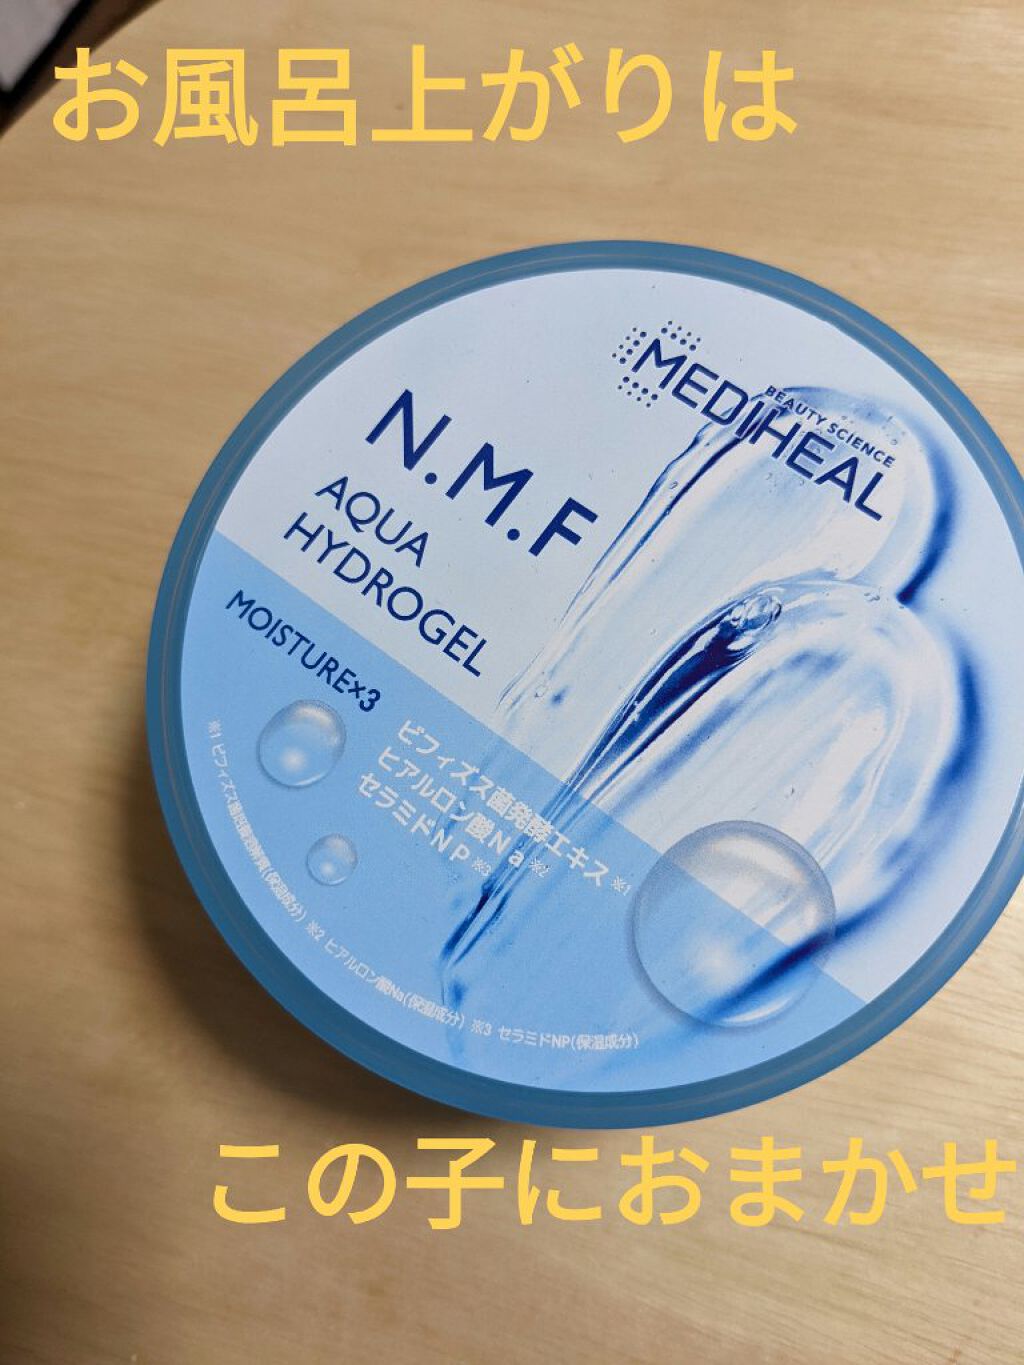 お風呂上がりは
MEDIHEAL
BEAUTY SCIENCE
N.M.F
AQUA
HYDROGEL
MOISTURE×3
ビフィズス菌発酵エキス※1
ヒアルロン酸Na※2
セラミドNP※3
※2 ヒアルロン酸Na(保湿成分) ※3 セラミドNP(保湿成分)
この子におまかせ